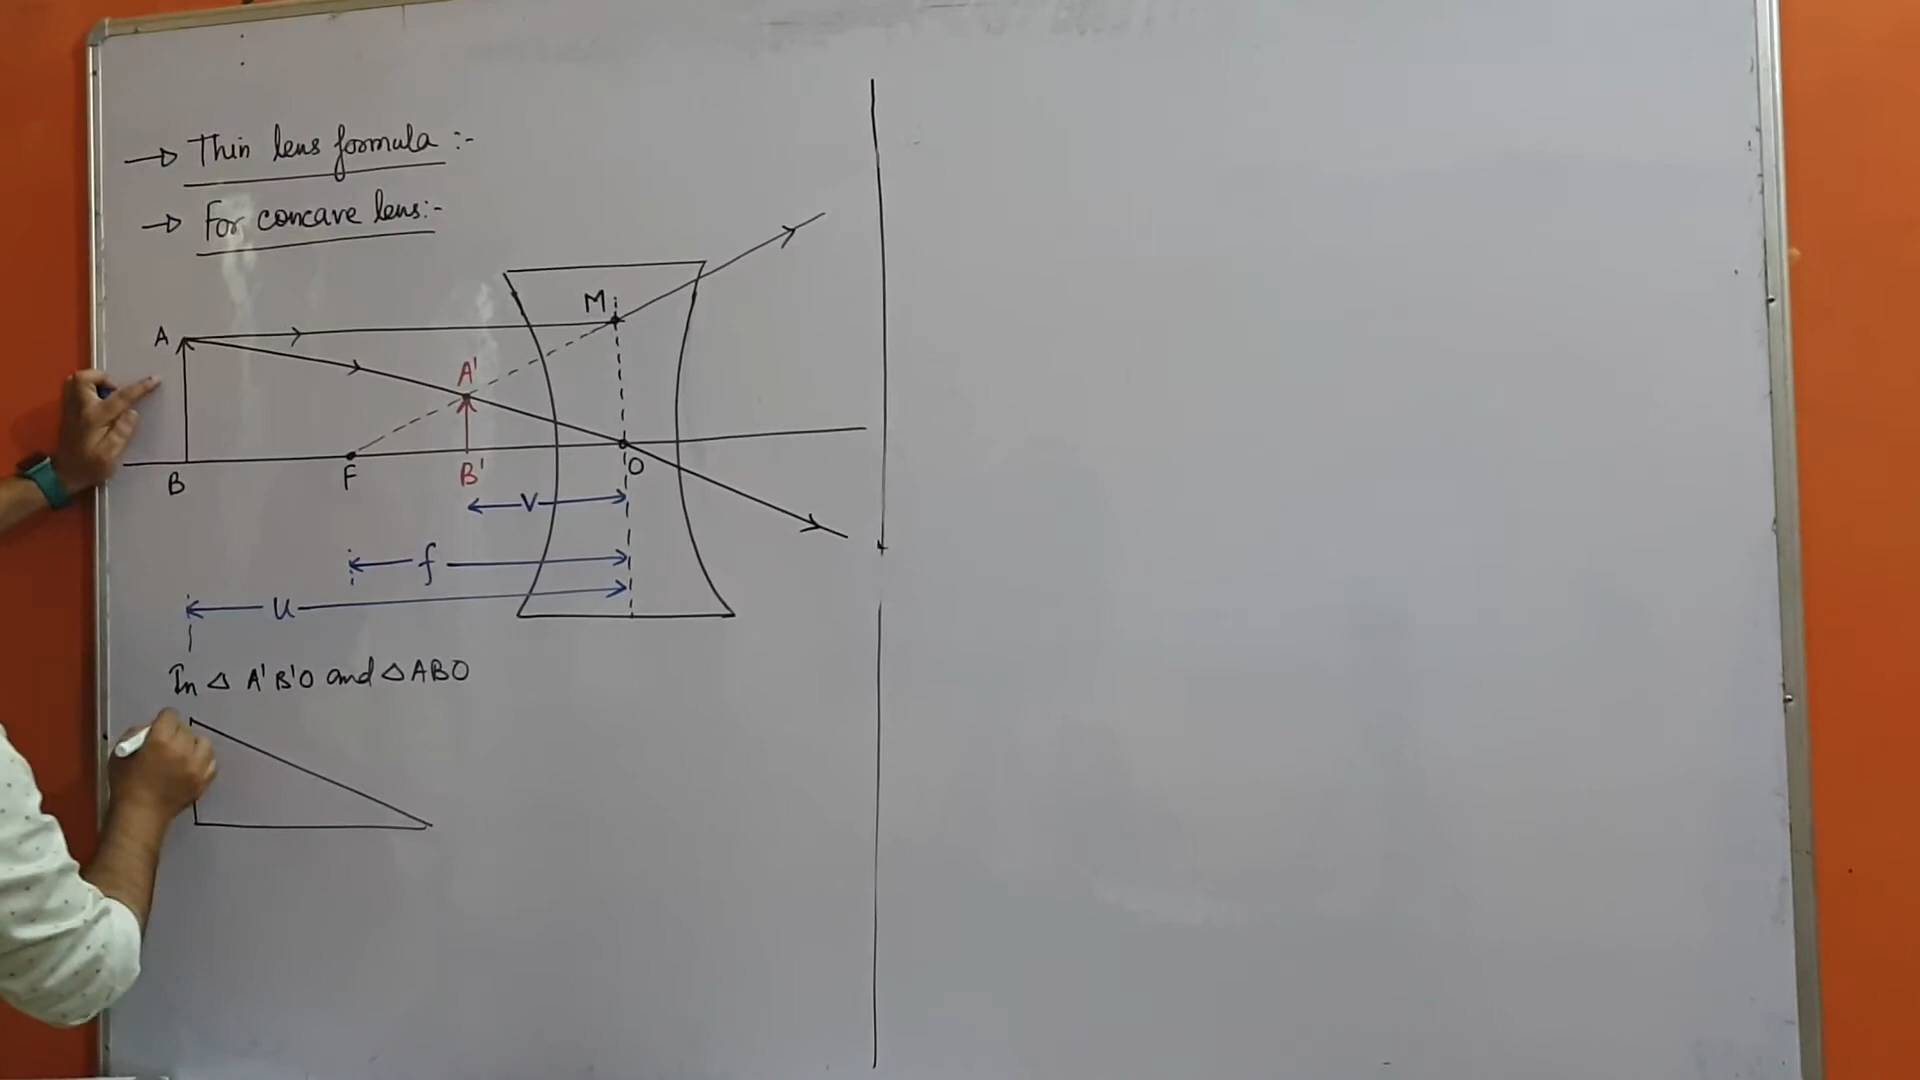 → Thin lens formula :-
→ For concave lens:-
M
A
A'
B
F
B'
O
v
f
u
In △ A'B'O and △ABO